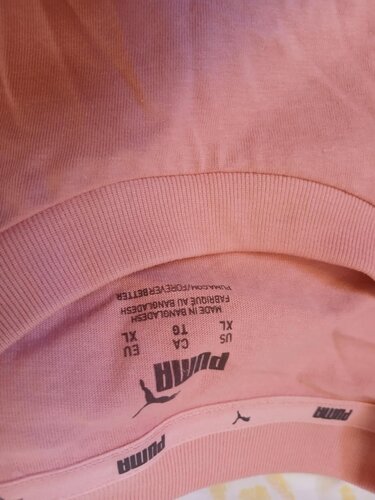 PUMA
PUMA
PUMA
US CA EU
XL TG XL
MADE IN BANGLADESH
FABRIQUÉ AU BANGLADESH
PUMA.COM/FOREVERBETTER